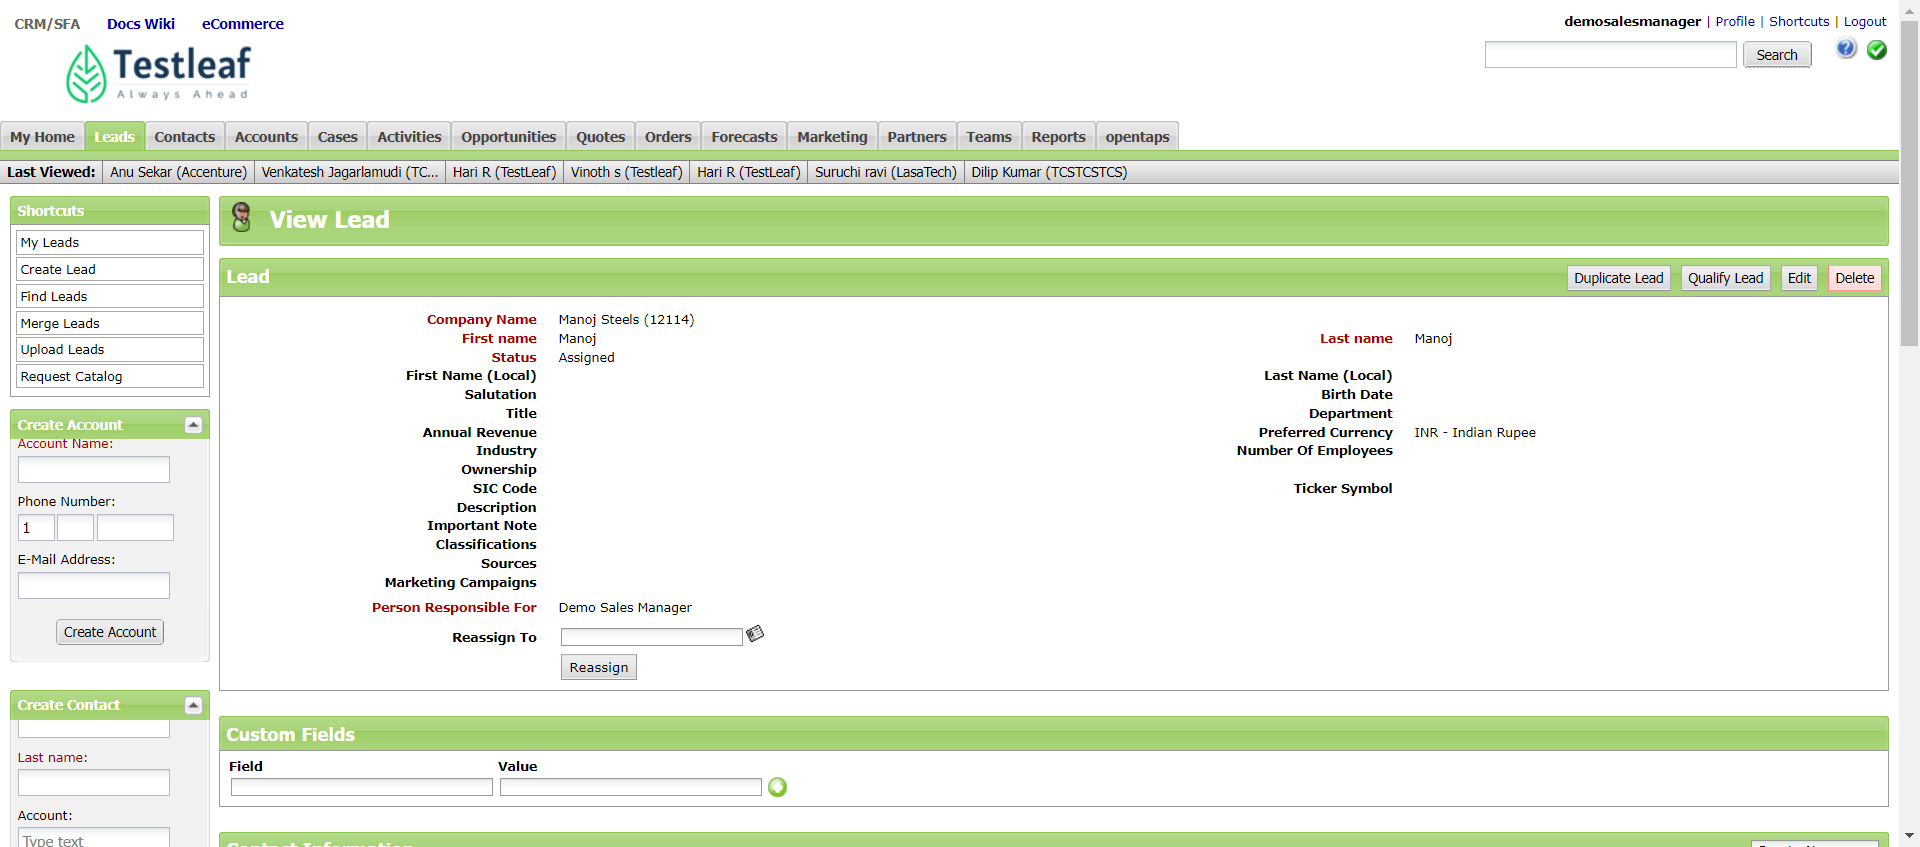 CRM/SFA Docs Wiki eCommerce
demosalesmanager | Profile | Shortcuts | Logout
Testleaf
Always Ahead
Search
My Home Leads Contacts Accounts Cases Activities Opportunities Quotes Orders Forecasts Marketing Partners Teams Reports opentaps
Last Viewed: Anu Sekar (Accenture) Venkatesh Jagarlamudi (TC... Hari R (TestLeaf) Vinoth s (Testleaf) Hari R (TestLeaf) Suruchi ravi (LasaTech) Dilip Kumar (TCSTCSTCS)
Shortcuts
My Leads
Create Lead
Find Leads
Merge Leads
Upload Leads
Request Catalog
Create Account
Account Name:
Phone Number:
1
E-Mail Address:
Create Account
Create Contact
Last name:
Account:
Type text
View Lead
Lead
Duplicate Lead Qualify Lead Edit Delete
Company Name Manoj Steels (12114)
First name Manoj Last name Manoj
Status Assigned
First Name (Local) Last Name (Local)
Salutation Birth Date
Title Department
Annual Revenue Preferred Currency INR - Indian Rupee
Industry Number Of Employees
Ownership
SIC Code Ticker Symbol
Description
Important Note
Classifications
Sources
Marketing Campaigns
Person Responsible For Demo Sales Manager
Reassign To
Reassign
Custom Fields
Field Value
Contact Information